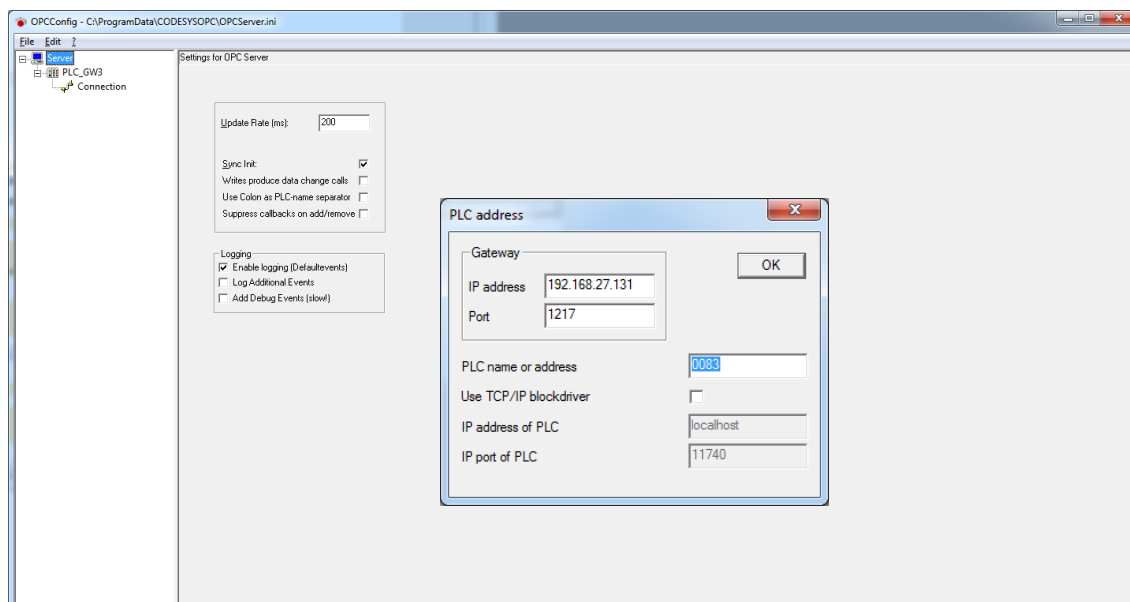 OPCConfig - C:\ProgramData\CODESYSOPC\OPCServer.ini
File Edit ?
Server
PLC_GW3
Connection
Settings for OPC Server
Update Rate (ms): 200
Sync Init:
Writes produce data change calls
Use Colon as PLC-name separator
Suppress callbacks on add/remove
Logging
Enable logging (Defaultevents)
Log Additional Events
Add Debug Events (slow!)
PLC address
Gateway
IP address 192.168.27.131
Port 1217
OK
PLC name or address 0083
Use TCP/IP blockdriver
IP address of PLC localhost
IP port of PLC 11740